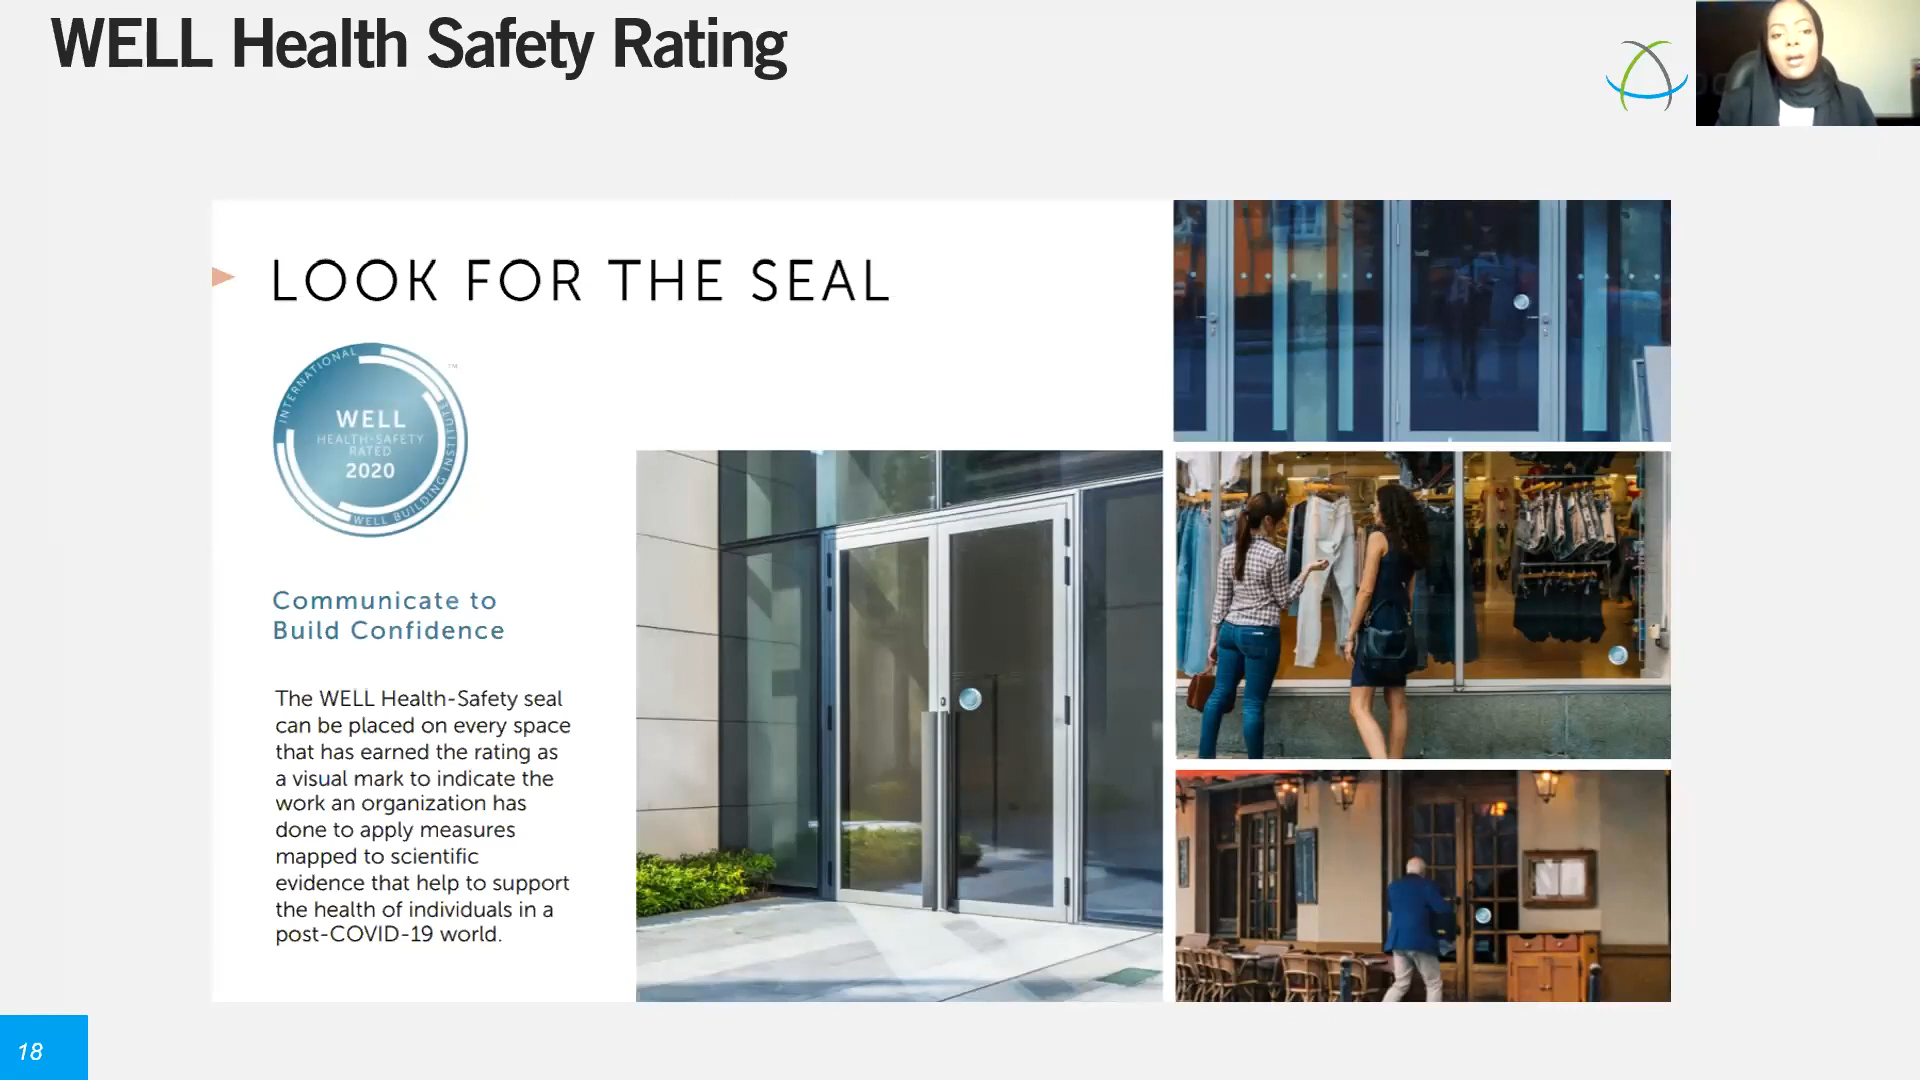 WELL Health Safety Rating
LOOK FOR THE SEAL
INTERNATIONAL
WELL BUILDING INSTITUTE
™
WELL
HEALTH-SAFETY
RATED
2020
Communicate to
Build Confidence
The WELL Health-Safety seal
can be placed on every space
that has earned the rating as
a visual mark to indicate the
work an organization has
done to apply measures
mapped to scientific
evidence that help to support
the health of individuals in a
post-COVID-19 world.
18